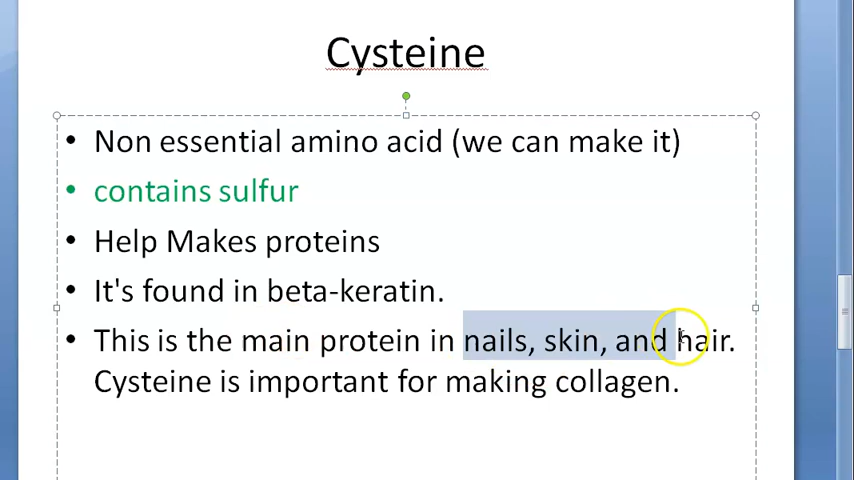 Cysteine
• Non essential amino acid (we can make it)
• contains sulfur
• Help Makes proteins
• It's found in beta-keratin.
• This is the main protein in nails, skin, and hair.
Cysteine is important for making collagen.